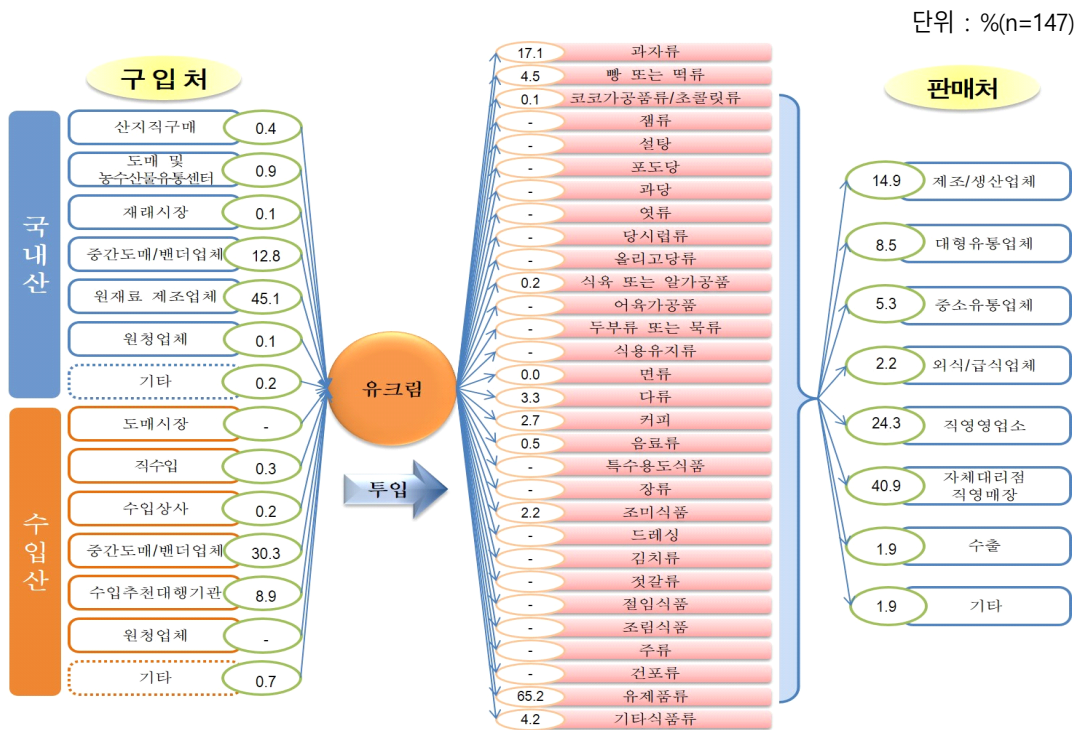 단위 : %(n=147)
구입처
국내산
산지직구매 0.4
도매 및
농수산물유통센터 0.9
재래시장 0.1
중간도매/밴더업체 12.8
원재료 제조업체 45.1
원청업체 0.1
기타 0.2
수입산
도매시장 -
직수입 0.3
수입상사 0.2
중간도매/밴더업체 30.3
수입추천대행기관 8.9
원청업체 -
기타 0.7
유크림
투입
17.1 과자류
4.5 빵 또는 떡류
0.1 코코가공품류/초콜릿류
- 잼류
- 설탕
- 포도당
- 과당
- 엿류
- 당시럽류
- 올리고당류
0.2 식육 또는 알가공품
- 어육가공품
- 두부류 또는 묵류
- 식용유지류
0.0 면류
3.3 다류
2.7 커피
0.5 음료류
- 특수용도식품
- 장류
2.2 조미식품
- 드레싱
- 김치류
- 젓갈류
- 절임식품
- 조림식품
- 주류
- 건포류
65.2 유제품류
4.2 기타식품류
판매처
14.9 제조/생산업체
8.5 대형유통업체
5.3 중소유통업체
2.2 외식/급식업체
24.3 직영영업소
40.9 자체대리점
직영매장
1.9 수출
1.9 기타